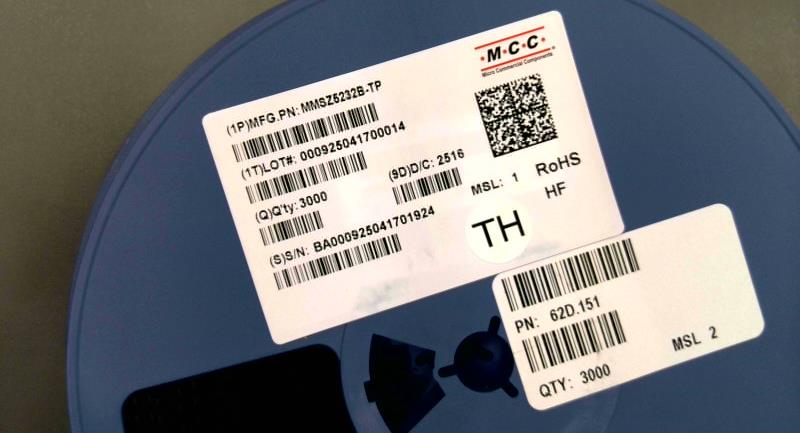 ·M·C·C·
Micro Commercial Components
(1P)MFG.PN: MMSZ5232B-TP
(1T)LOT#: 000925041700014
(Q)Q'ty: 3000
(9D)D/C: 2516
MSL: 1
RoHS
HF
(S)S/N: BA000925041701924
TH
PN: 62D.151
QTY: 3000
MSL 2